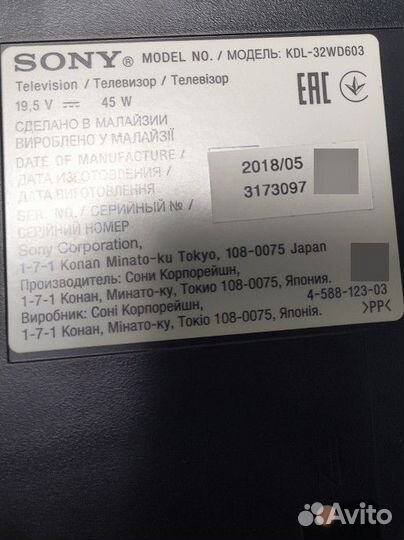 SONY® MODEL NO. / МОДЕЛЬ: KDL-32WD603
Television / Телевизор / Телевізор
19,5 V ⎓ 45 W
EAC
СДЕЛАНО В МАЛАЙЗИИ
ВИРОБЛЕНО У МАЛАЙЗІЇ
DATE OF MANUFACTURE /
ДАТА ИЗГОТОВЛЕНИЯ /
ДАТА ВИГОТОВЛЕННЯ
2018/05
SER. NO. / СЕРИЙНЫЙ № /
СЕРІЙНИЙ НОМЕР
3173097
Sony Corporation,
1-7-1 Konan Minato-ku Tokyo, 108-0075 Japan
Производитель: Сони Корпорейшн,
1-7-1 Конан, Минато-ку, Токио 108-0075, Япония.
Виробник: Соні Корпорейшн,
4-588-123-03
1-7-1 Конан, Мінато-ку, Токіо 108-0075, Японія.
>PP<
Avito